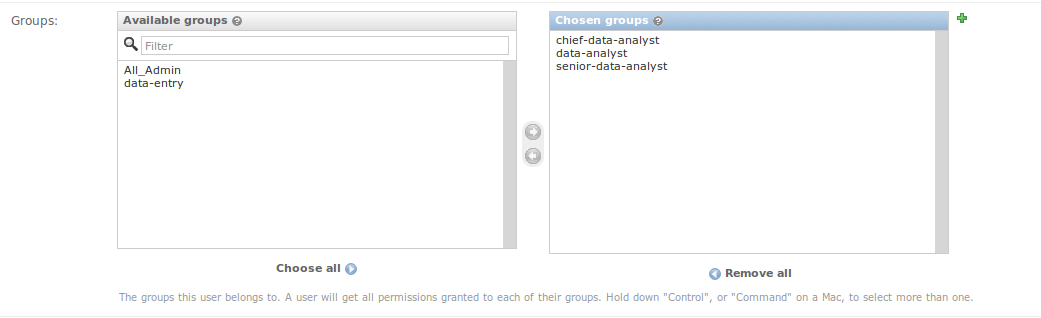 Groups:
Available groups ?
Chosen groups ?
Filter
All_Admin
data-entry
chief-data-analyst
data-analyst
senior-data-analyst
Choose all
Remove all
The groups this user belongs to. A user will get all permissions granted to each of their groups. Hold down "Control", or "Command" on a Mac, to select more than one.